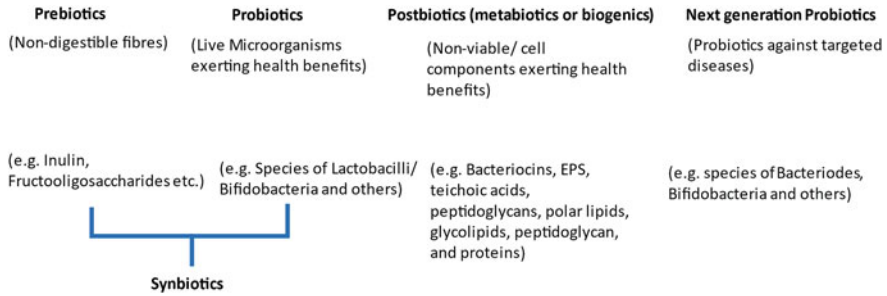 Prebiotics
(Non-digestible fibres)
(e.g. Inulin,
Fructooligosaccharides etc.)
Probiotics
(Live Microorganisms
exerting health benefits)
(e.g. Species of Lactobacilli/
Bifidobacteria and others)
Synbiotics
Postbiotics (metabiotics or biogenics)
(Non-viable/ cell
components exerting health
benefits)
(e.g. Bacteriocins, EPS,
teichoic acids,
peptidoglycans, polar lipids,
glycolipids, peptidoglycan,
and proteins)
Next generation Probiotics
(Probiotics against targeted
diseases)
(e.g. species of Bacteriodes,
Bifidobacteria and others)